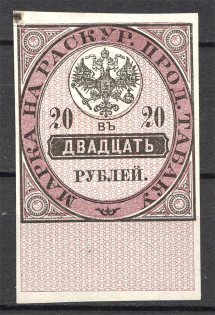 МАРКА НА РАСКУР. ПРОД. ТАБАКУ
20 20
ВЪ
ДВАДЦАТЬ
РУБЛЕЙ.